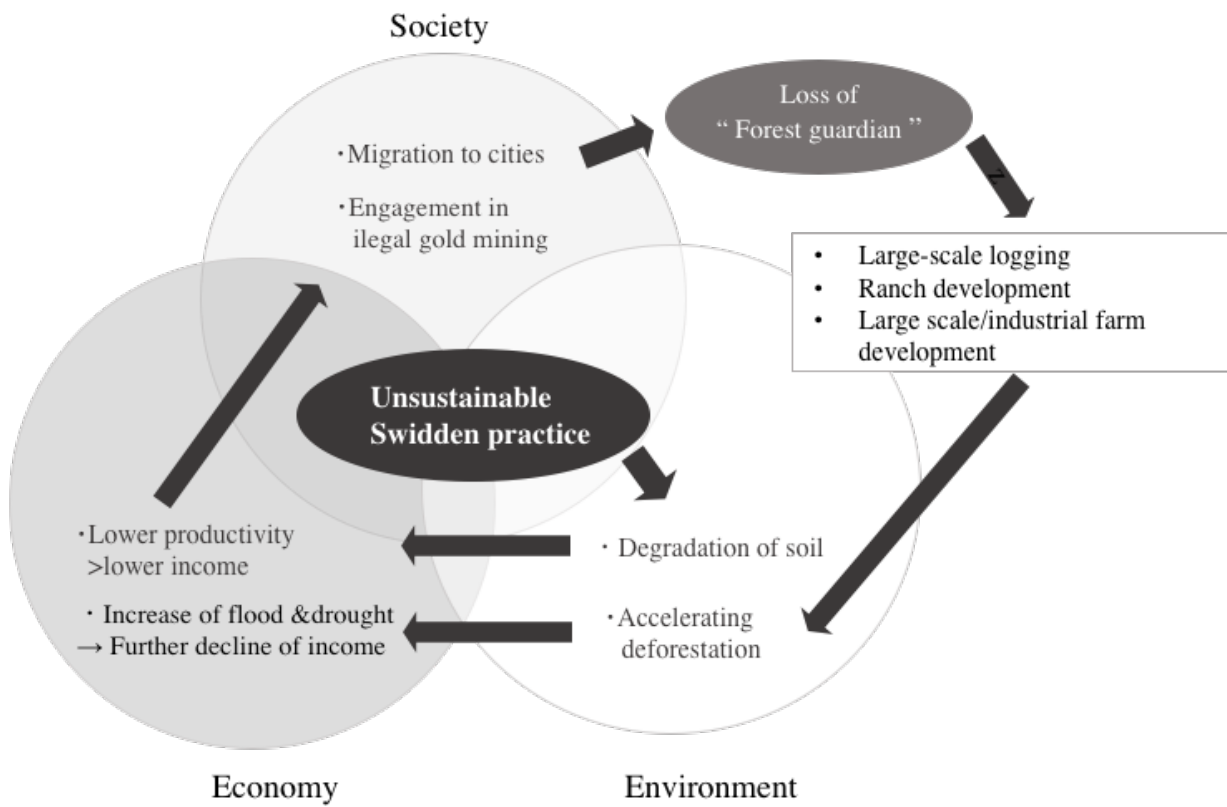 Society
Loss of
“ Forest guardian ”
・Migration to cities
・Engagement in
ilegal gold mining
z
• Large-scale logging
• Ranch development
• Large scale/industrial farm
development
Unsustainable
Swidden practice
・Lower productivity
>lower income
・Increase of flood &drought
→ Further decline of income
・Degradation of soil
・Accelerating
deforestation
Economy
Environment